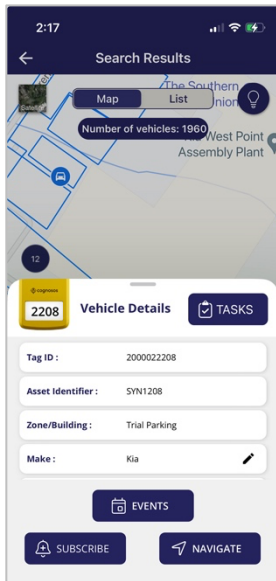 2:17
Search Results
The Southern
Union
Satellite
Map List
Number of vehicles: 1960
West Point
Assembly Plant
12
cognosos
2208
Vehicle Details
TASKS
Tag ID : 2000022208
Asset Identifier : SYN1208
Zone/Building : Trial Parking
Make : Kia
EVENTS
SUBSCRIBE
NAVIGATE